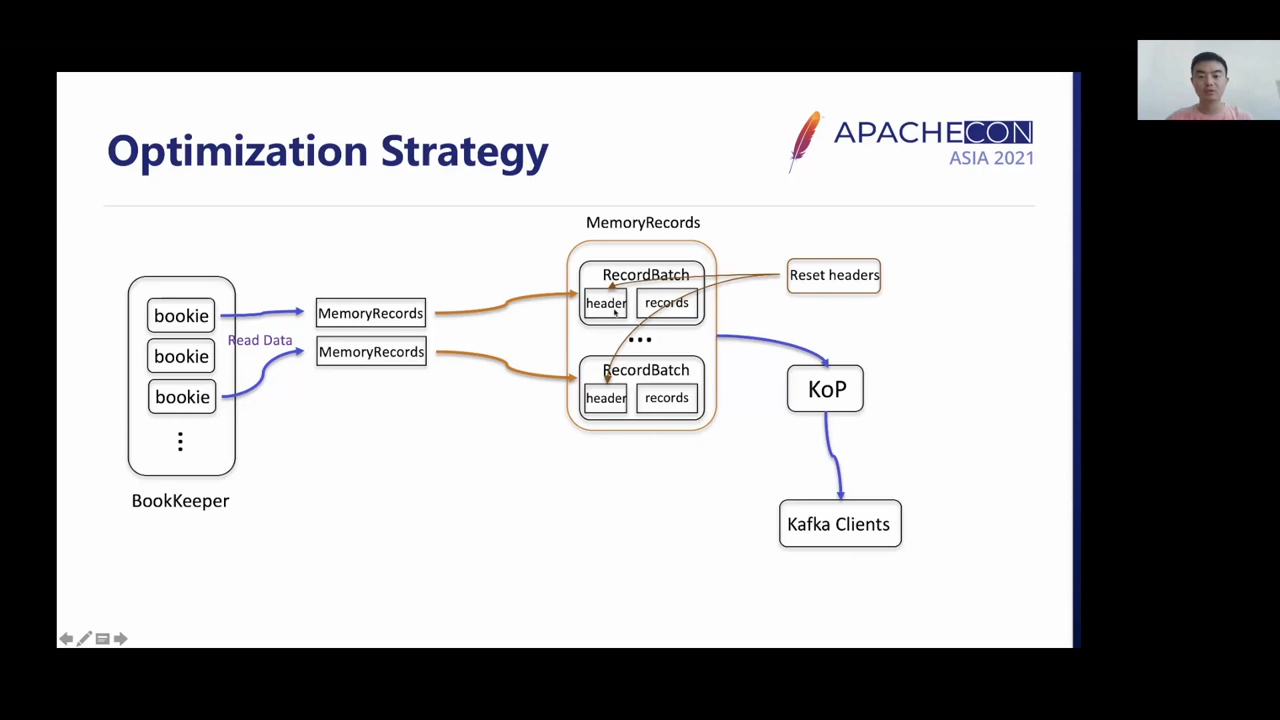 Optimization Strategy
APACHECON
ASIA 2021
MemoryRecords
RecordBatch
header
records
Reset headers
...
RecordBatch
header
records
bookie
bookie
bookie
Read Data
MemoryRecords
MemoryRecords
BookKeeper
KoP
Kafka Clients